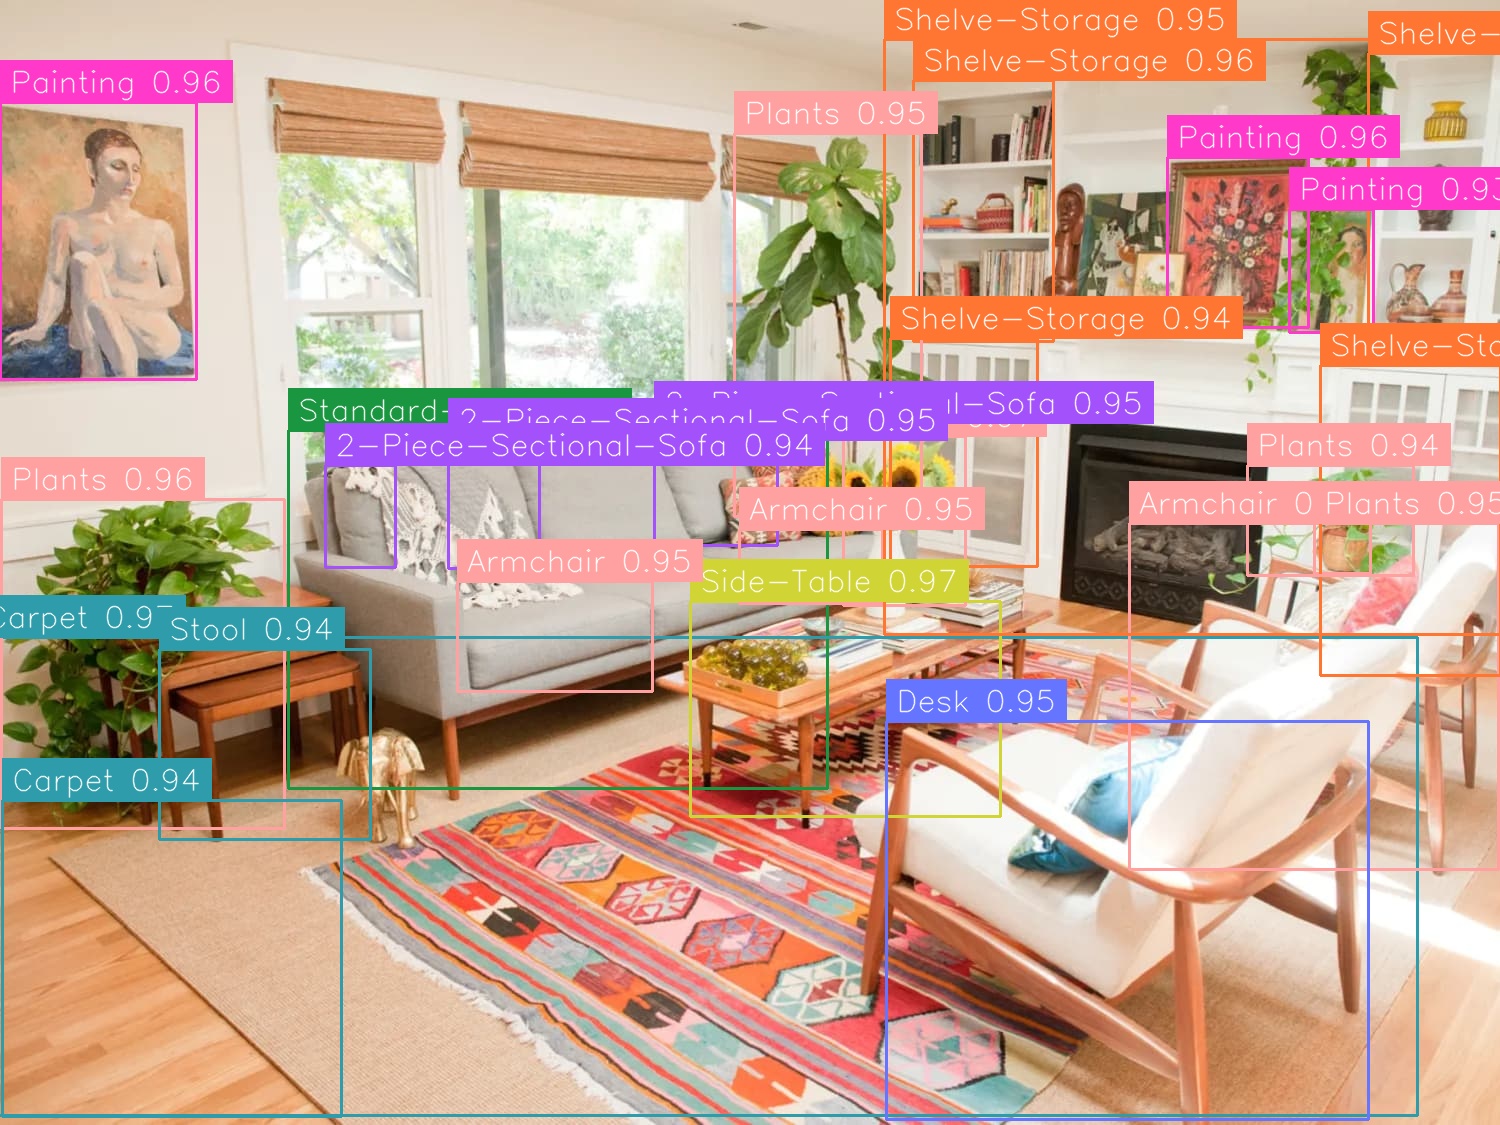 Shelve-Storage 0.95
Shelve-
Shelve-Storage 0.96
Painting 0.96
Plants 0.95
Painting 0.96
Painting 0.93
Shelve-Storage 0.94
Shelve-Sto
Standard-
l-Sofa 0.95
2-Piece-Sectional-Sofa 0.95
2-Piece-Sectional-Sofa 0.94
Plants 0.94
Plants 0.96
Armchair 0.95
Armchair 0
Plants 0.95
Armchair 0.95
Side-Table 0.97
Carpet 0.97
Stool 0.94
Desk 0.95
Carpet 0.94